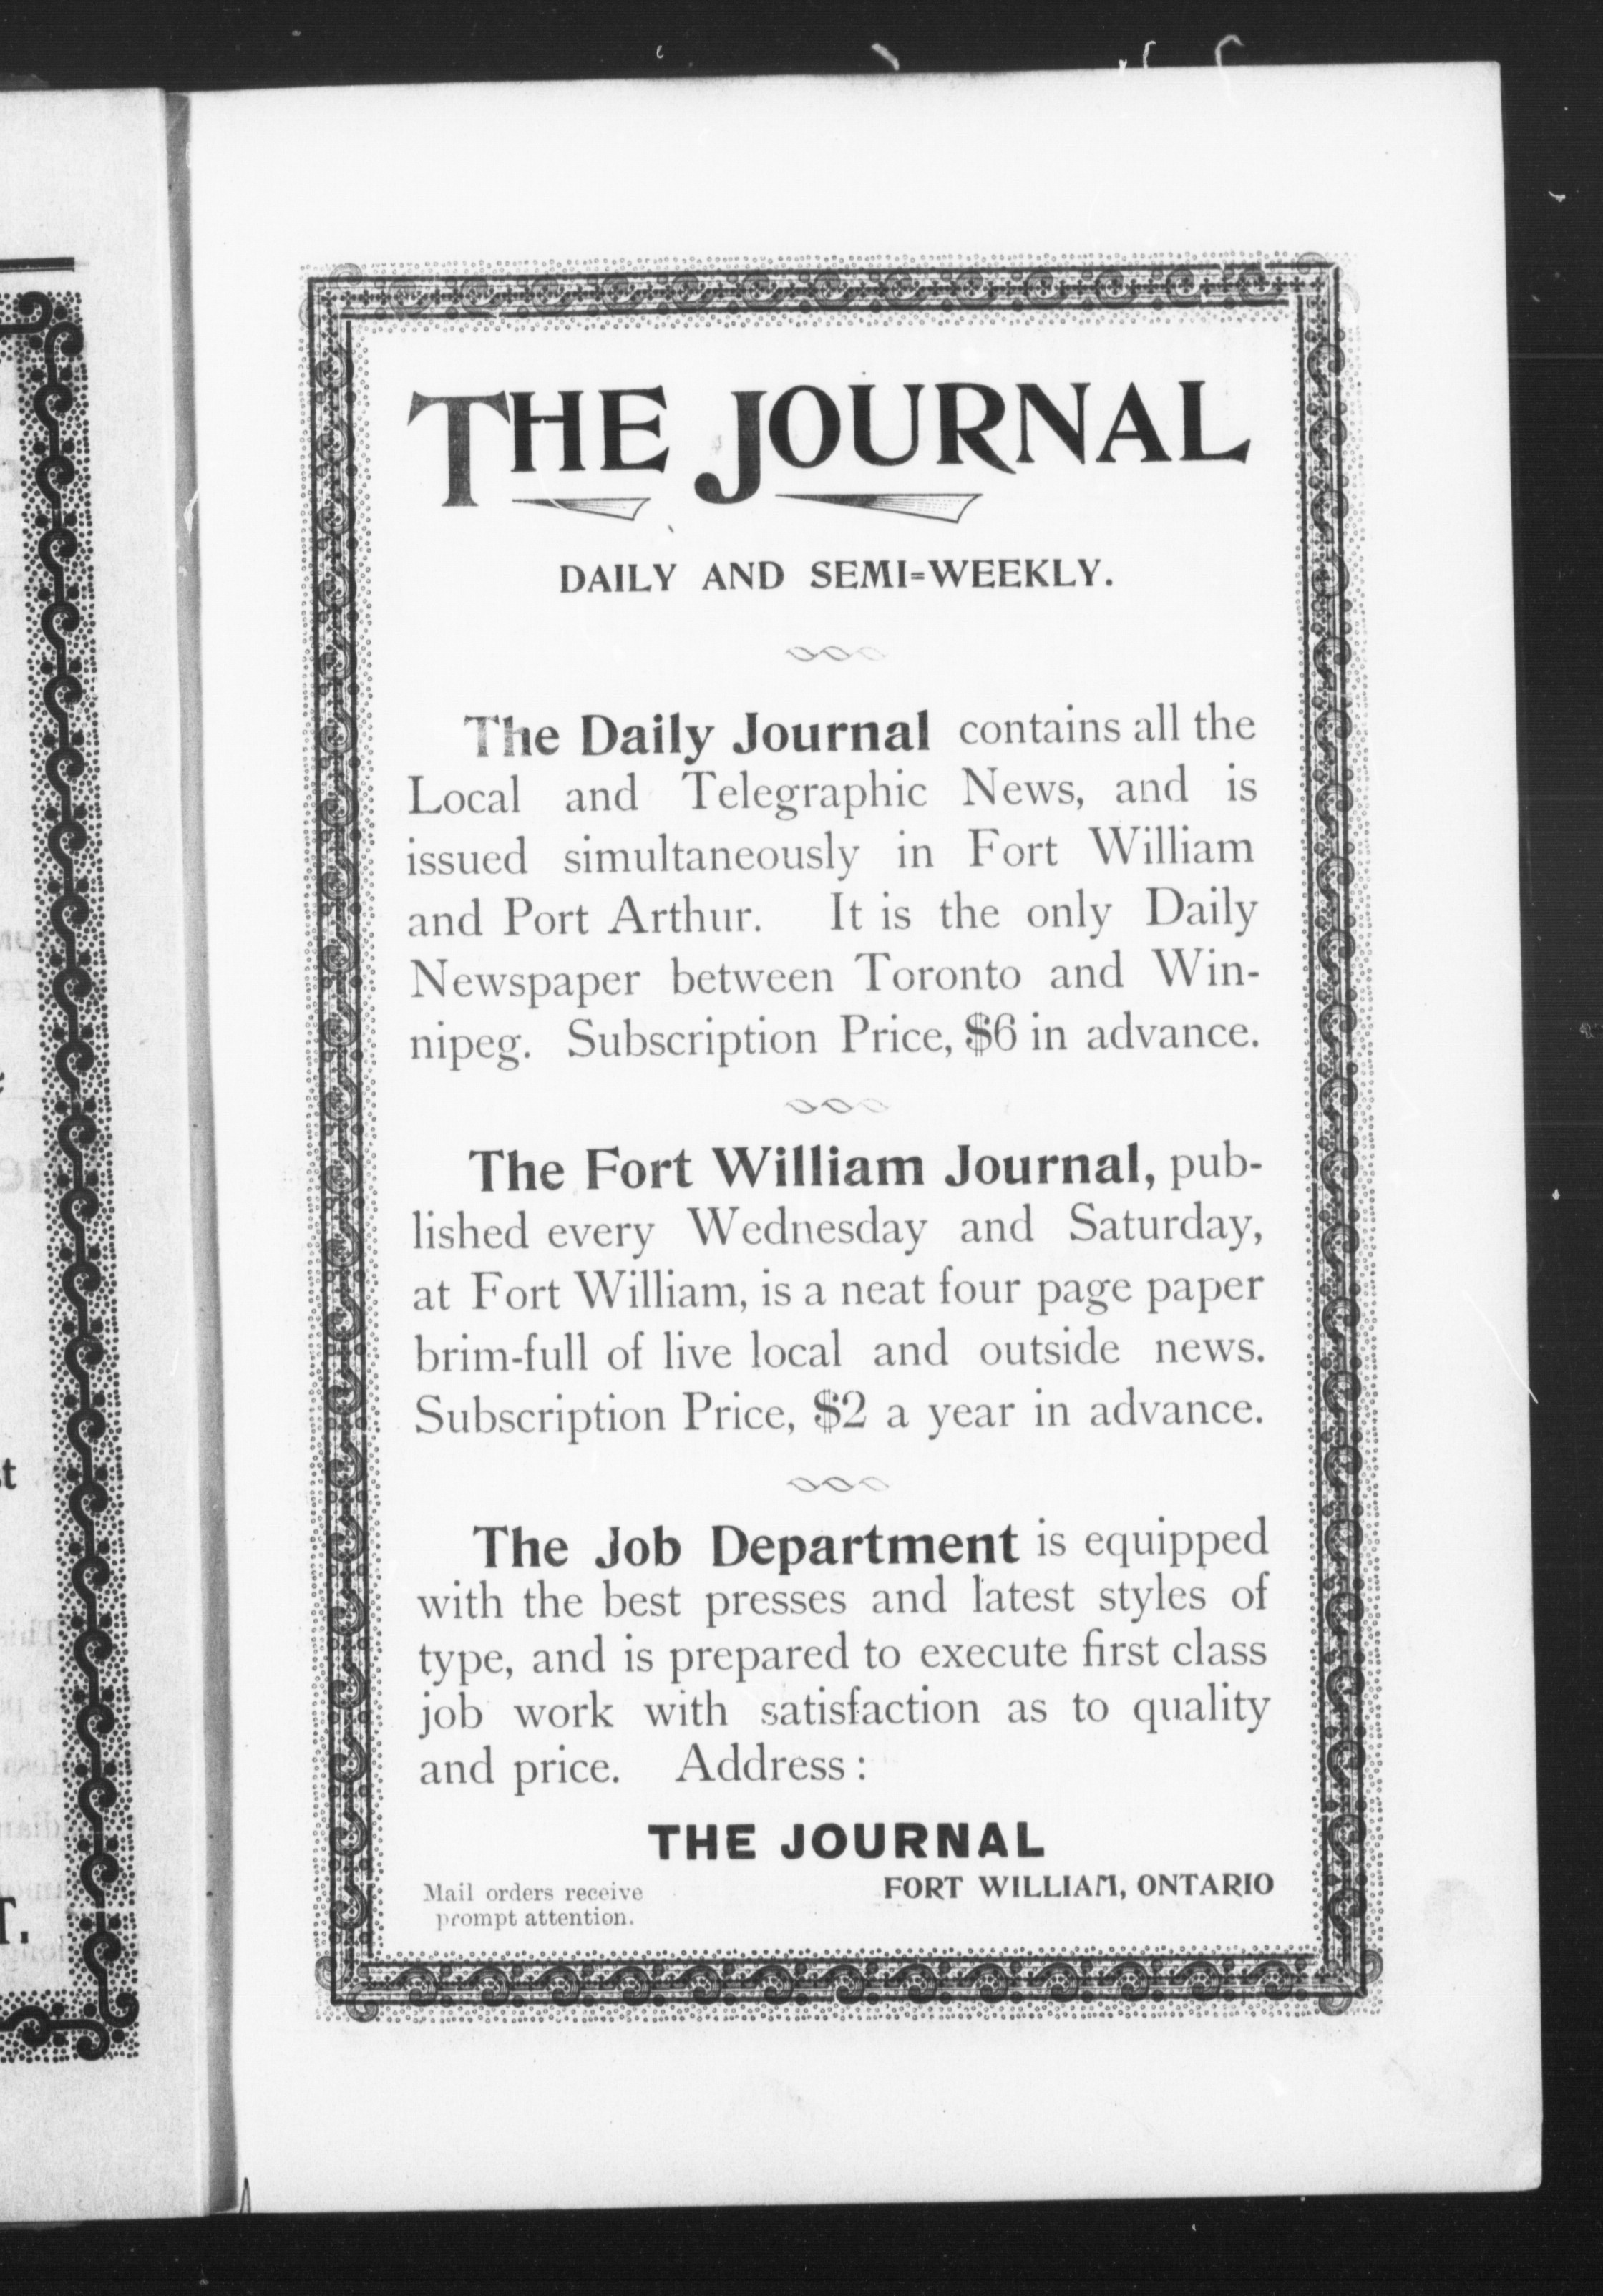 THE JOURNAL
DAILY AND SEMI=WEEKLY.
The Daily Journal contains all the
Local and Telegraphic News, and is
issued simultaneously in Fort William
and Port Arthur. It is the only Daily
Newspaper between Toronto and Win-
nipeg. Subscription Price, $6 in advance.
The Fort William Journal, pub-
lished every Wednesday and Saturday,
at Fort William, is a neat four page paper
brim-full of live local and outside news.
Subscription Price, $2 a year in advance.
The Job Department is equipped
with the best presses and latest styles of
type, and is prepared to execute first class
job work with satisfaction as to quality
and price. Address :
THE JOURNAL
FORT WILLIAM, ONTARIO
Mail orders receive
prompt attention.